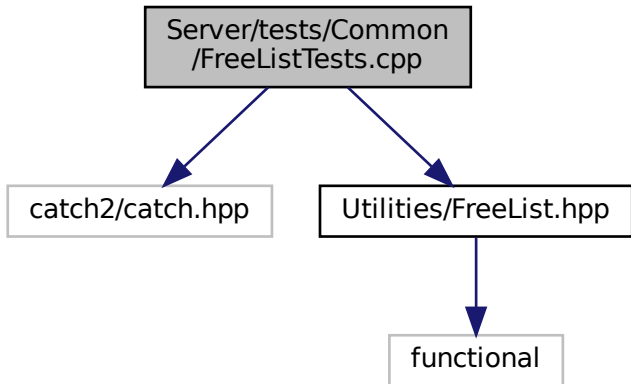 Server/tests/Common
/FreeListTests.cpp
catch2/catch.hpp
Utilities/FreeList.hpp
functional